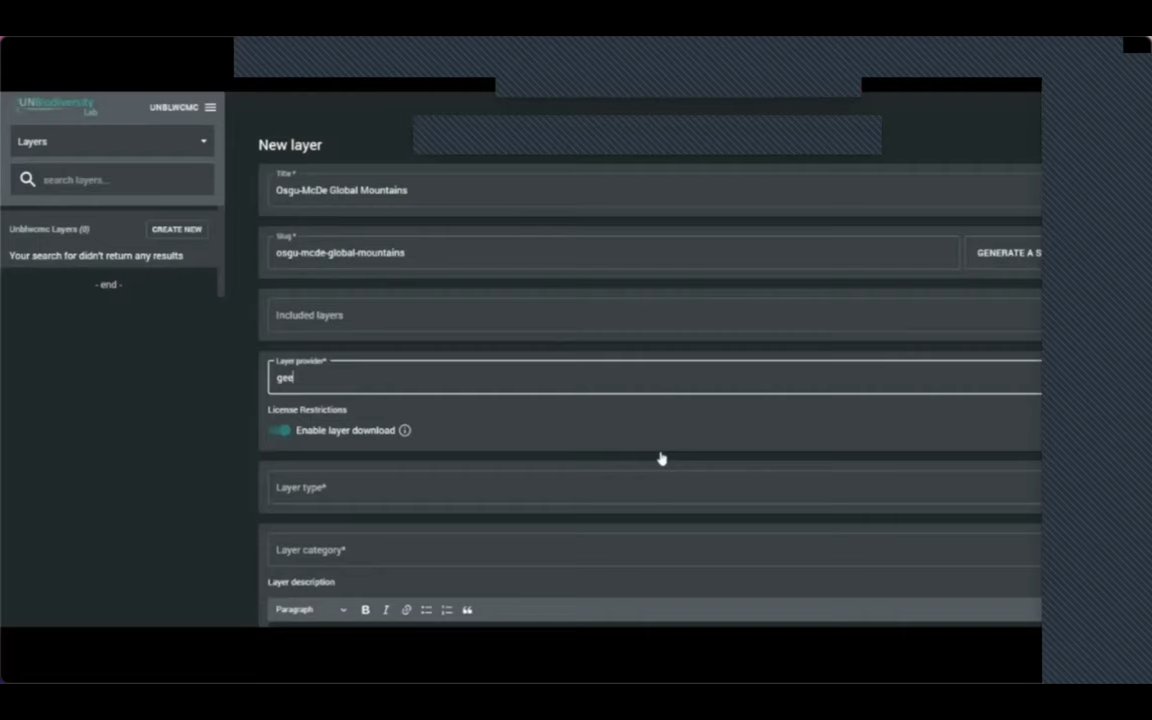 UNBiodiversity
Lab
UNBLWCMC
Layers
search layers...
Unblwcmc Layers (0)
CREATE NEW
Your search for didn't return any results
- end -
New layer
Title*
Osgu-McDe Global Mountains
Slug*
osgu-mcde-global-mountains
GENERATE A S
Included layers
Layer provider*
gee
License Restrictions
Enable layer download
Layer type*
Layer category*
Layer description
Paragraph
B I